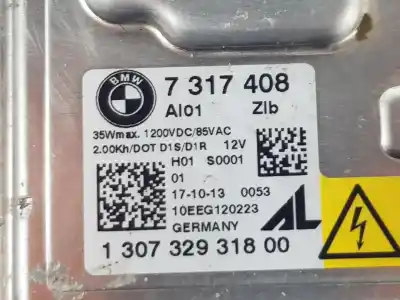 BMW
7 317 408
AI01 Zlb
35Wmax. 1200VDC/85VAC
2.00Kh/DOT D1S/D1R 12V
H01 S0001
01
17-10-13 0053
10EEG120223
GERMANY
AL
1 307 329 318 00